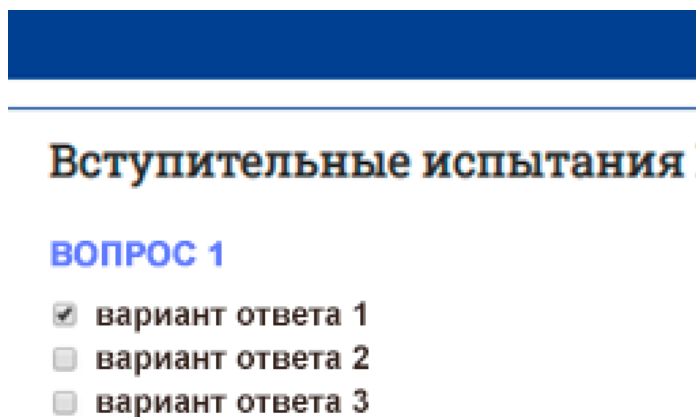 Вступительные испытания
ВОПРОС 1
вариант ответа 1
вариант ответа 2
вариант ответа 3